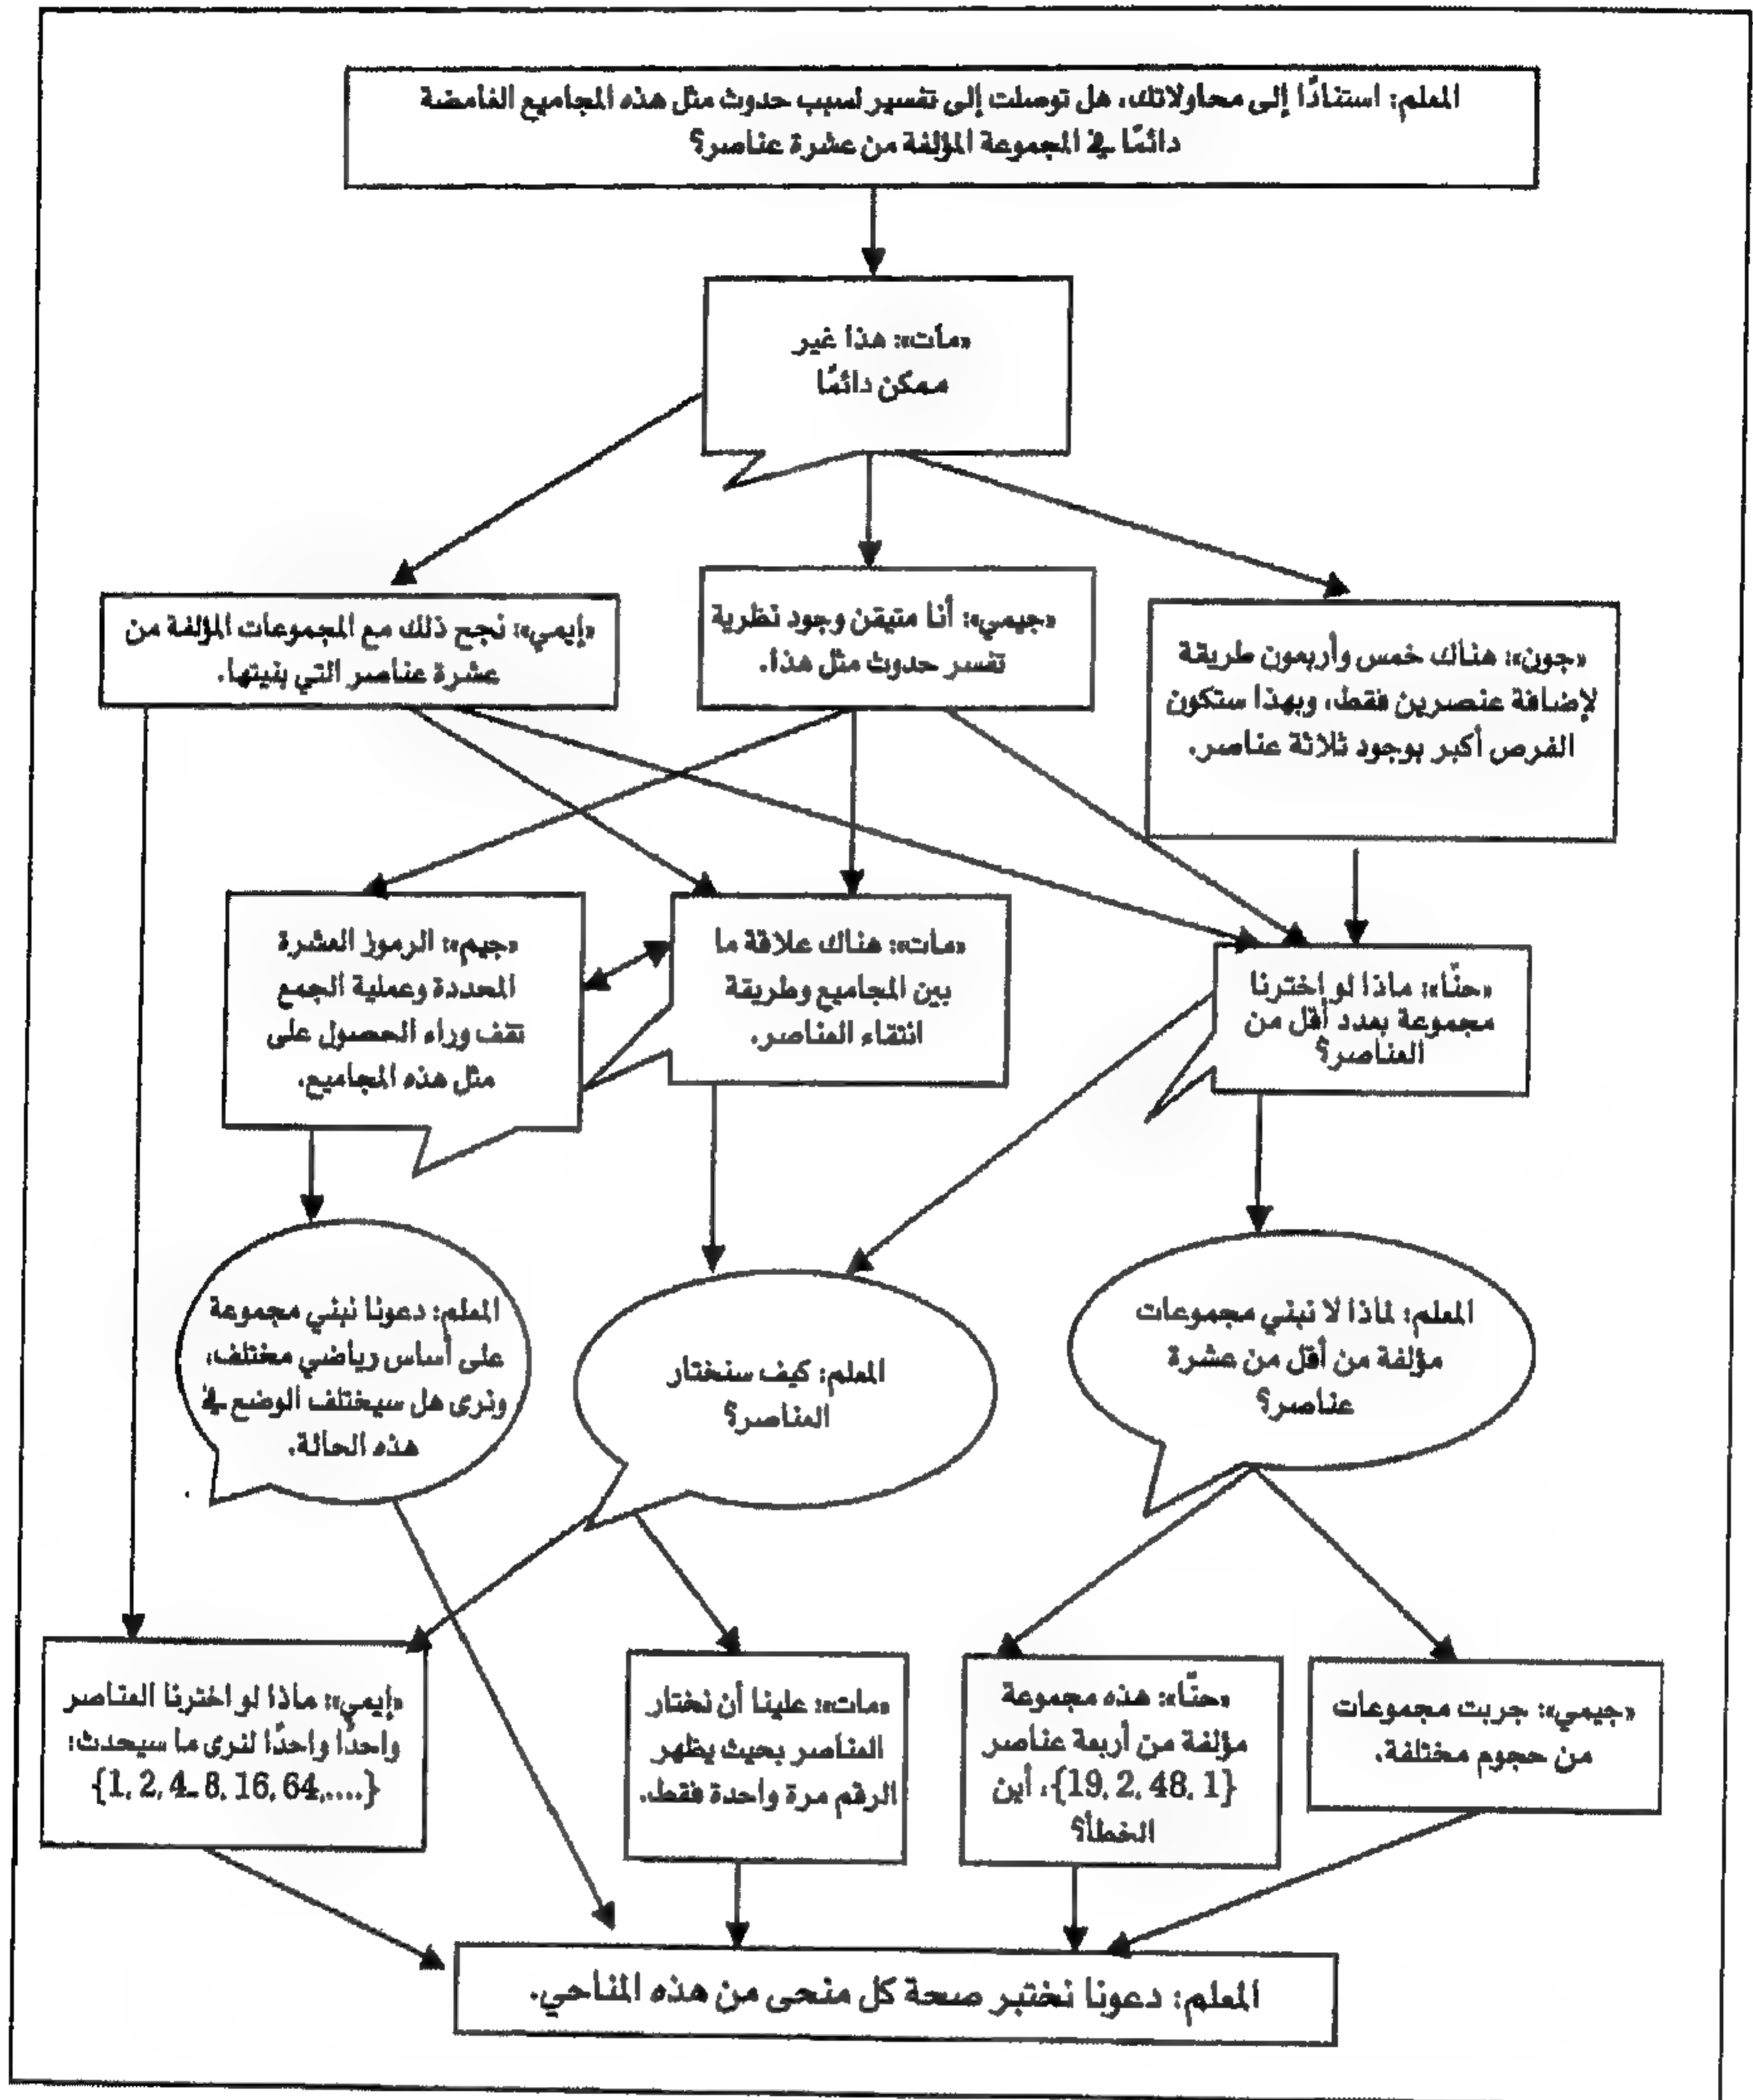 المعلم: استنادًا إلى محاولاتك، هل توصلت إلى تفسير لسبب حدوث مثل هذه المجاميع الغامضة
دائمًا في المجموعة المؤلفة من عشرة عناصر؟
«مات»: هذا غير
ممكن دائمًا
«جون»: هناك خمس وأربعون طريقة
لإضافة عنصرين فقط، وبهذا ستكون
الفرص أكبر بوجود ثلاثة عناصر.
«جيمي»: أنا متيقن وجود نظرية
تفسر حدوث مثل هذا.
«إيمي»: نجح ذلك مع المجموعات المؤلفة من
عشرة عناصر التي بنيتها.
«حنّا»: ماذا لو اخترنا
مجموعة بعدد أقل من
العناصر؟
«مات»: هناك علاقة ما
بين المجاميع وطريقة
انتقاء العناصر.
«جيم»: الرموز العشرة
المحددة وعملية الجمع
تقف وراء الحصول على
مثل هذه المجاميع.
المعلم: لماذا لا نبني مجموعات
مؤلفة من أقل من عشرة
عناصر؟
المعلم: كيف سنختار
العناصر؟
المعلم: دعونا نبني مجموعة
على أساس رياضي مختلف،
ونرى هل سيختلف الوضع في
هذه الحالة.
«جيمي»: جربت مجموعات
من حجوم مختلفة.
«حنّا»: هذه مجموعة
مؤلفة من أربعة عناصر
{19, 2, 48, 1}، أين
الخطأ؟
«مات»: علينا أن نختار
العناصر بحيث يظهر
الرقم مرة واحدة فقط.
«إيمي»: ماذا لو اخترنا العناصر
واحدًا واحدًا لنرى ما سيحدث:
{1, 2, 4, 8, 16, 64,....}
المعلم: دعونا نختبر صحة كل منحى من هذه المناحي.